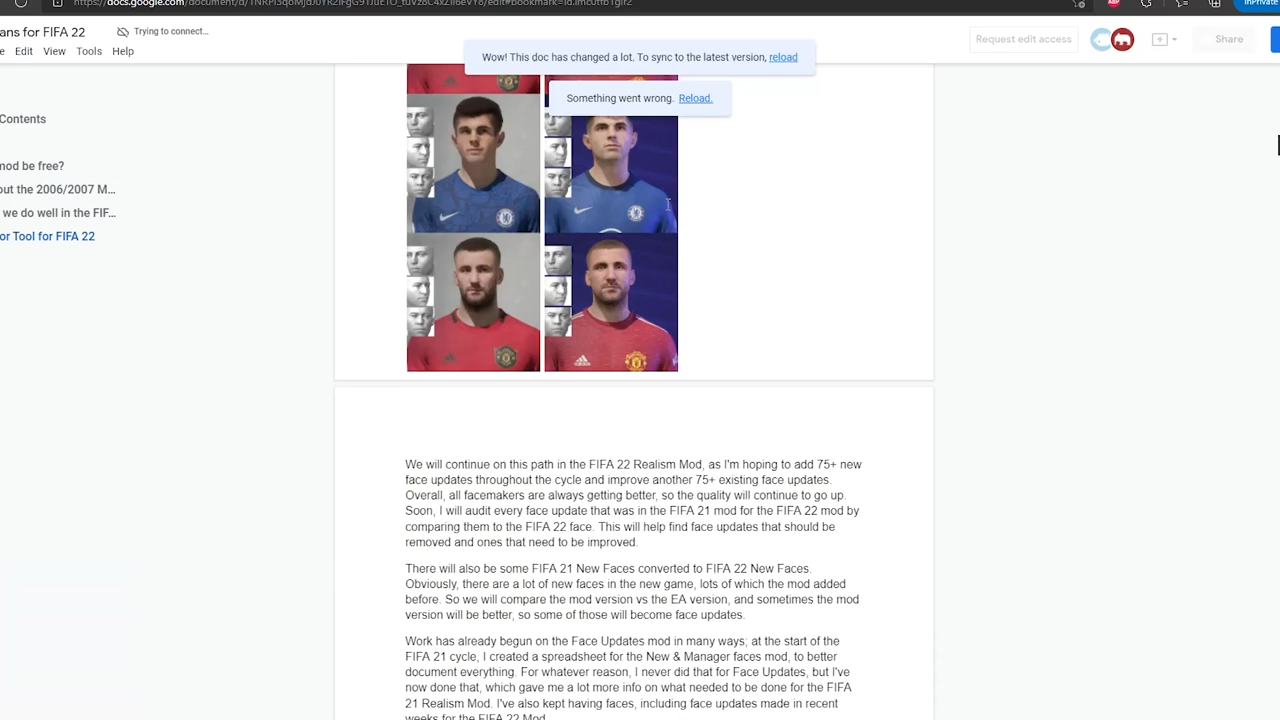 ans for FIFA 22
Trying to connect...
InPrivate
e Edit View Tools Help
Request edit access
Share
Wow! This doc has changed a lot. To sync to the latest version, reload
Something went wrong. Reload.
Contents
mod be free?
out the 2006/2007 M...
we do well in the FIF...
or Tool for FIFA 22
We will continue on this path in the FIFA 22 Realism Mod, as I'm hoping to add 75+ new
face updates throughout the cycle and improve another 75+ existing face updates.
Overall, all facemakers are always getting better, so the quality will continue to go up.
Soon, I will audit every face update that was in the FIFA 21 mod for the FIFA 22 mod by
comparing them to the FIFA 22 face. This will help find face updates that should be
removed and ones that need to be improved.
There will also be some FIFA 21 New Faces converted to FIFA 22 New Faces.
Obviously, there are a lot of new faces in the new game, lots of which the mod added
before. So we will compare the mod version vs the EA version, and sometimes the mod
version will be better, so some of those will become face updates.
Work has already begun on the Face Updates mod in many ways; at the start of the
FIFA 21 cycle, I created a spreadsheet for the New & Manager faces mod, to better
document everything. For whatever reason, I never did that for Face Updates, but I've
now done that, which gave me a lot more info on what needed to be done for the FIFA
21 Realism Mod. I've also kept having faces, including face updates made in recent
weeks for the FIFA 22 Mod.